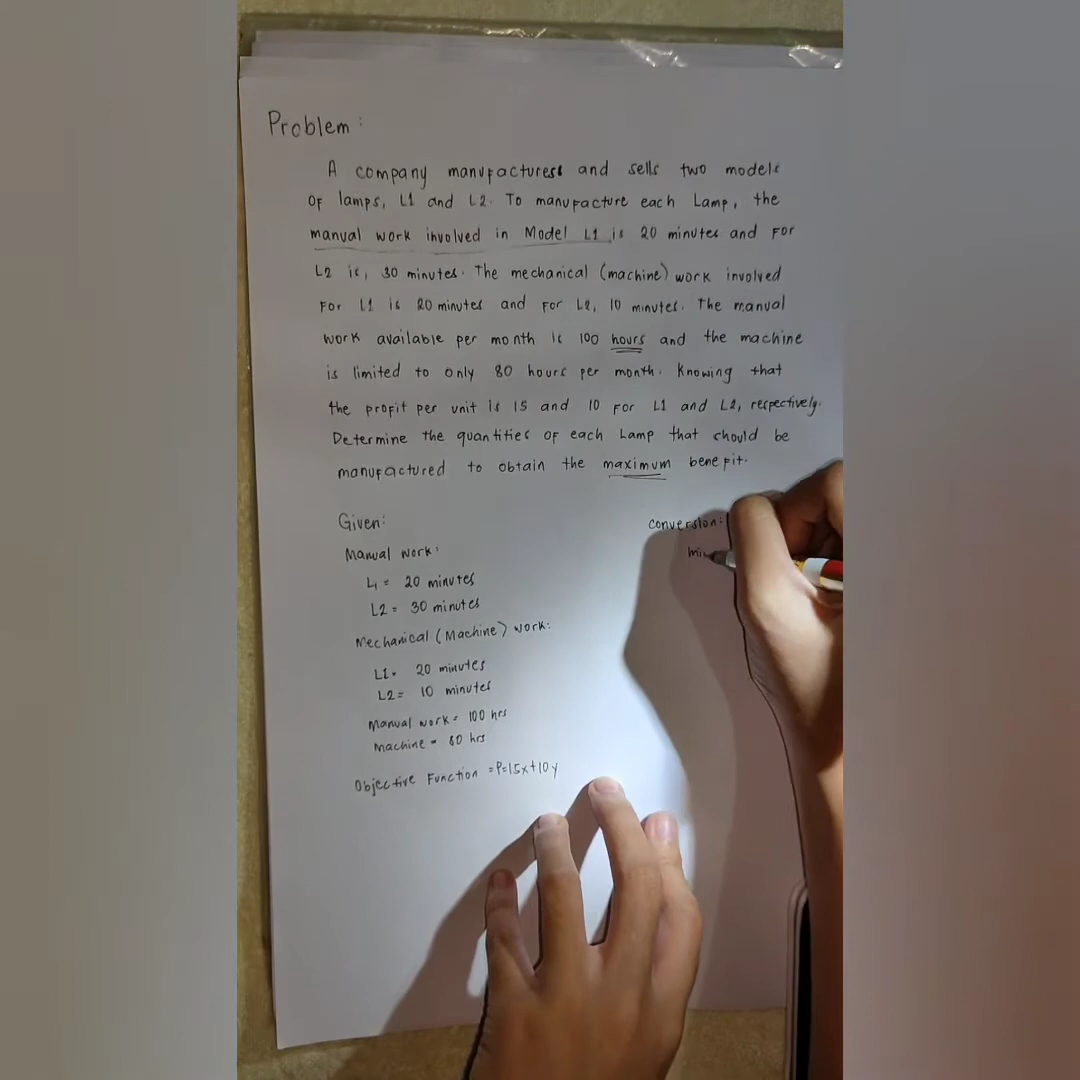 Problem:
A company manufactures and sells two models
of lamps, L1 and L2. To manufacture each Lamp, the
manual work involved in Model L1 is 20 minutes and for
L2 is, 30 minutes. The mechanical (machine) work involved
for L1 is 20 minutes and for L2, 10 minutes. The manual
work available per month is 100 hours and the machine
is limited to only 80 hours per month. Knowing that
the profit per unit is 15 and 10 for L1 and L2, respectively.
Determine the quantities of each Lamp that should be
manufactured to obtain the maximum benefit.
Given:
Manual work:
L1 = 20 minutes
L2 = 30 minutes
Mechanical (Machine) work:
L1= 20 minutes
L2= 10 minutes
Manual work = 100 hrs
Machine = 80 hrs
Objective Function =P=15x+10y
Conversion: